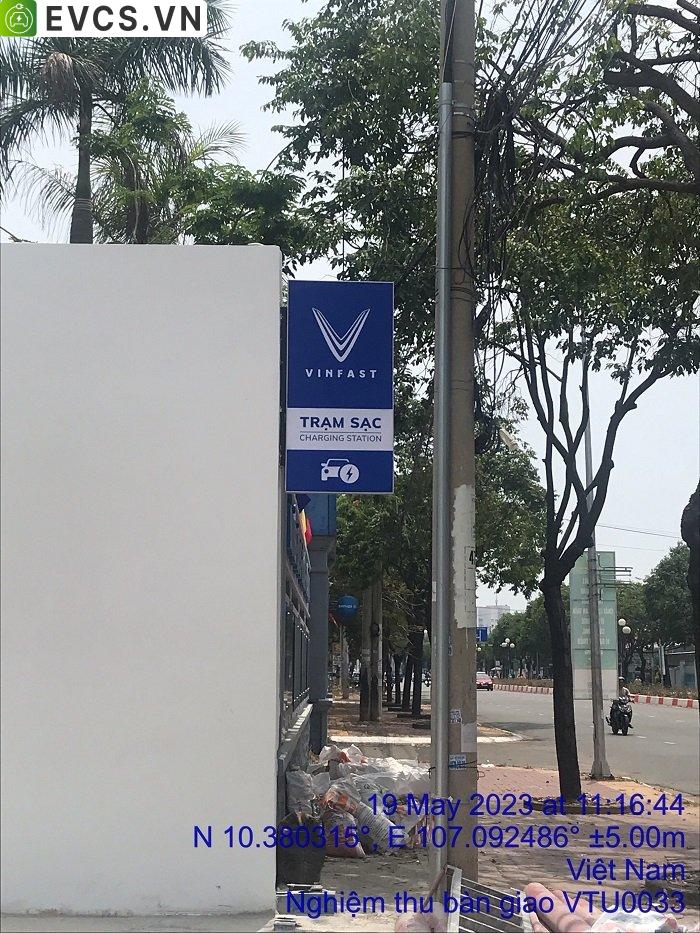 EVCS.VN
VINFAST
TRẠM SẠC
CHARGING STATION
19 May 2023 at 11:16:44
N 10.380315°, E 107.092486° ±5.00m
Việt Nam
Nghiệm thu bàn giao VTU0033